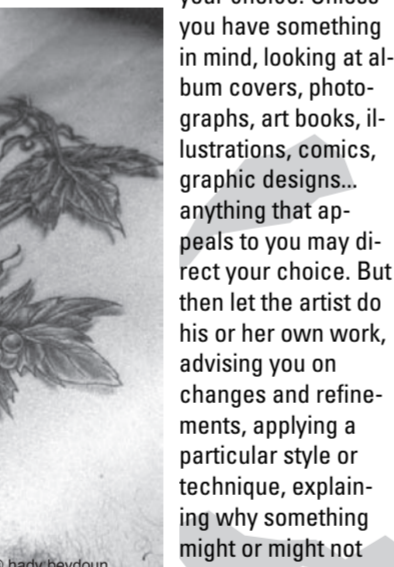 your choice. Unless
you have something
in mind, looking at al-
bum covers, photo-
graphs, art books, il-
lustrations, comics,
graphic designs...
anything that ap-
peals to you may di-
rect your choice. But
then let the artist do
his or her own work,
advising you on
changes and refine-
ments, applying a
particular style or
technique, explain-
ing why something
might or might not
© hady beydoun